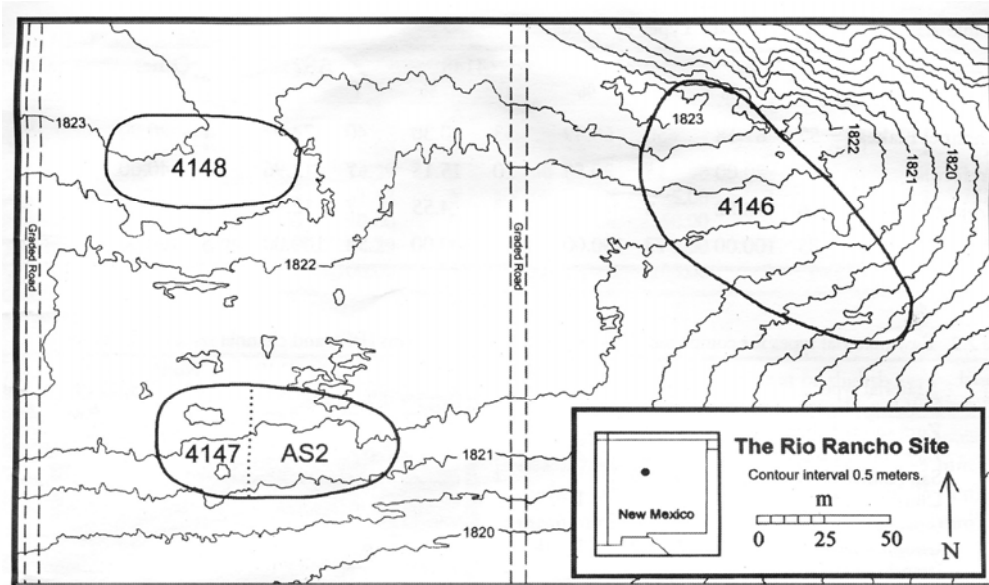 1823
4148
Graded Road
1822
Graded Road
1823
1822
1821
1820
4146
4147
AS2
1821
1820
The Rio Rancho Site
Contour interval 0.5 meters.
New Mexico
m
0 25 50
N